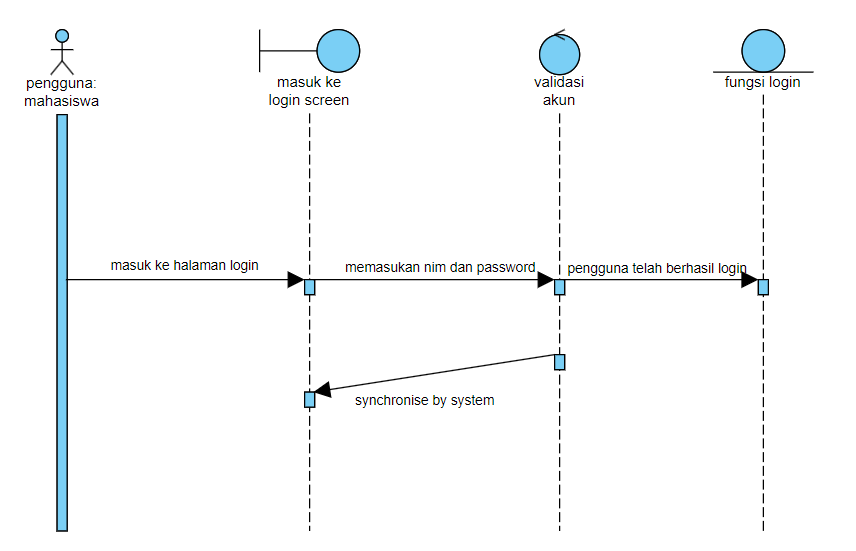 pengguna:
mahasiswa
masuk ke
login screen
validasi
akun
fungsi login
masuk ke halaman login
memasukan nim dan password
pengguna telah berhasil login
synchronise by system